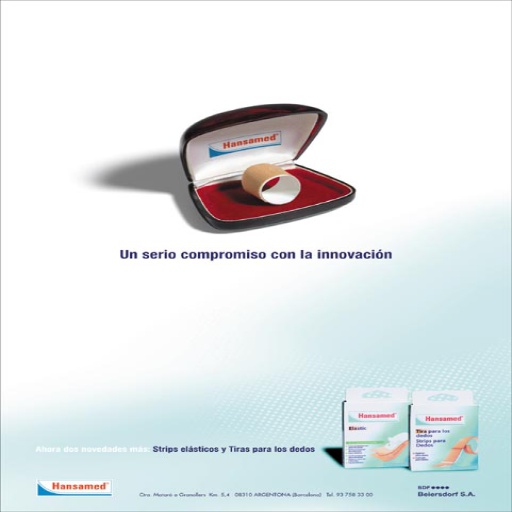 Hansamed
Un serio compromiso con la innovación
Hansamed
Elastic
Hansamed
Tira para los
dedos
Strips para
Dedos
Ahora dos novedades más: Strips elásticos y Tiras para los dedos
Hansamed
Ctra. Mataró a Granollers Km. 5,4 08310 ARGENTONA (Barcelona) Tel. 93 758 33 00
BDF
Beiersdorf S.A.